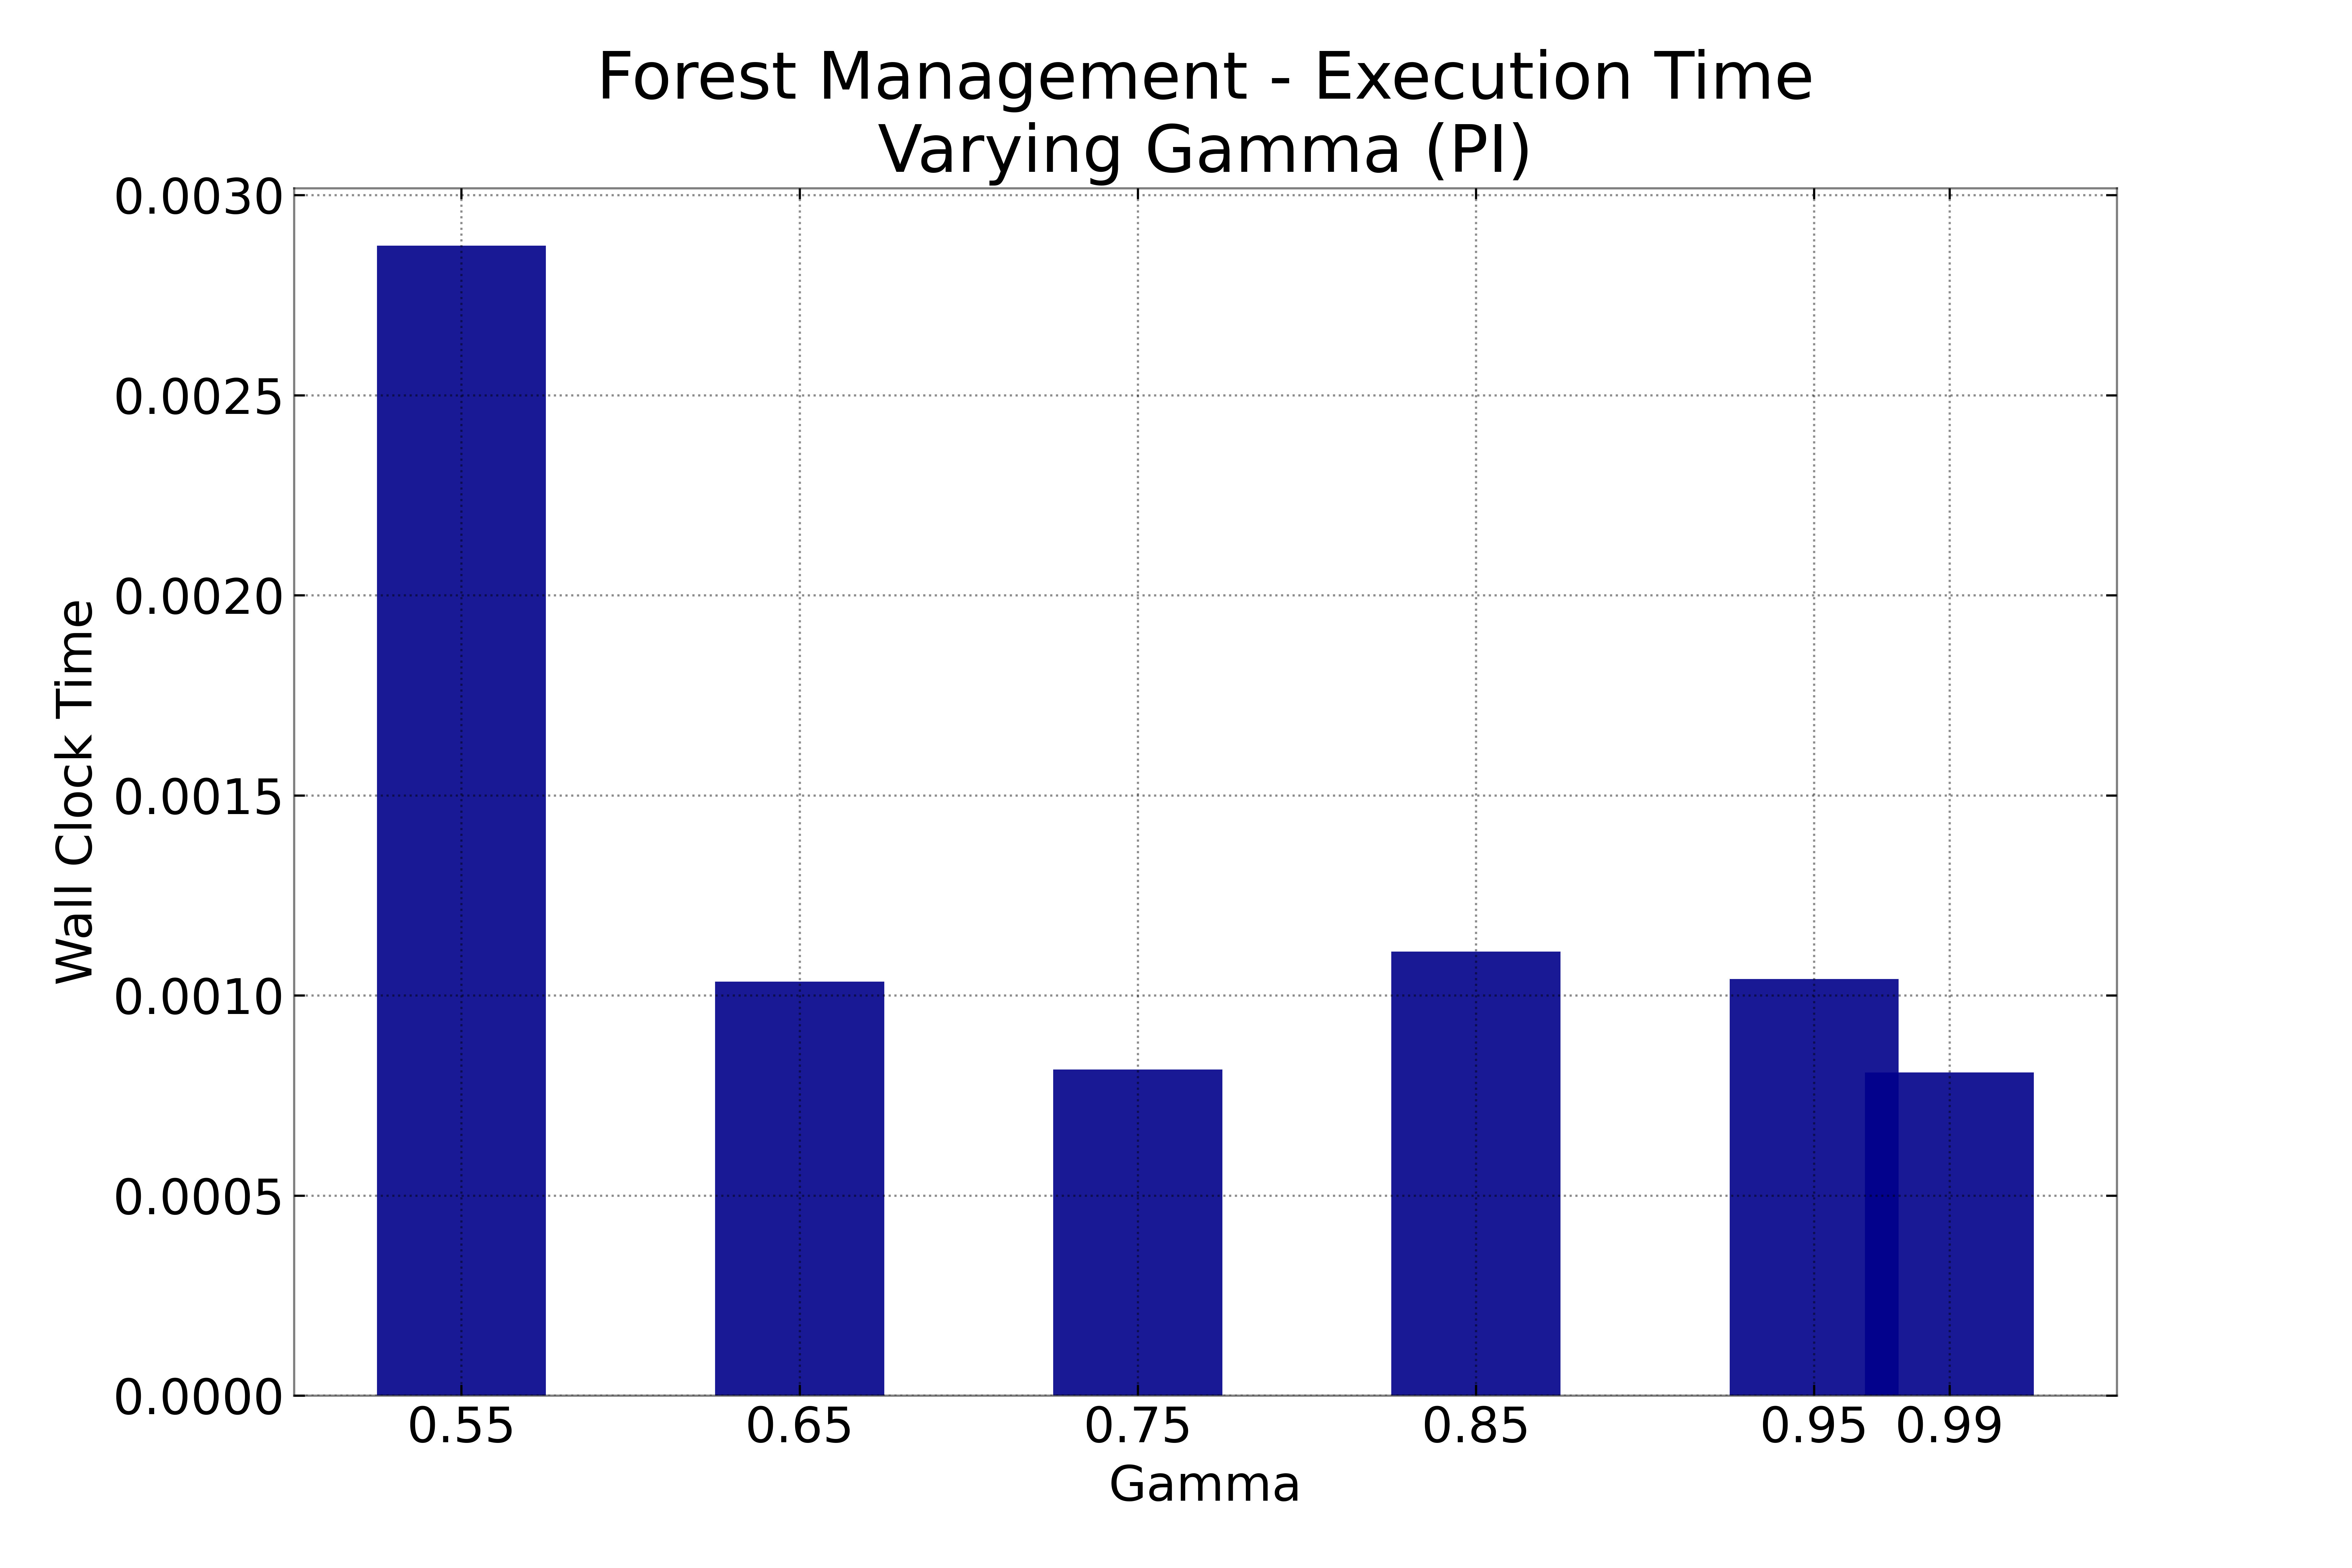 Forest Management - Execution Time
Varying Gamma (PI)
0.0030
0.0025
0.0020
0.0015
0.0010
0.0005
0.0000
Wall Clock Time
0.55 0.65 0.75 0.85 0.95 0.99
Gamma